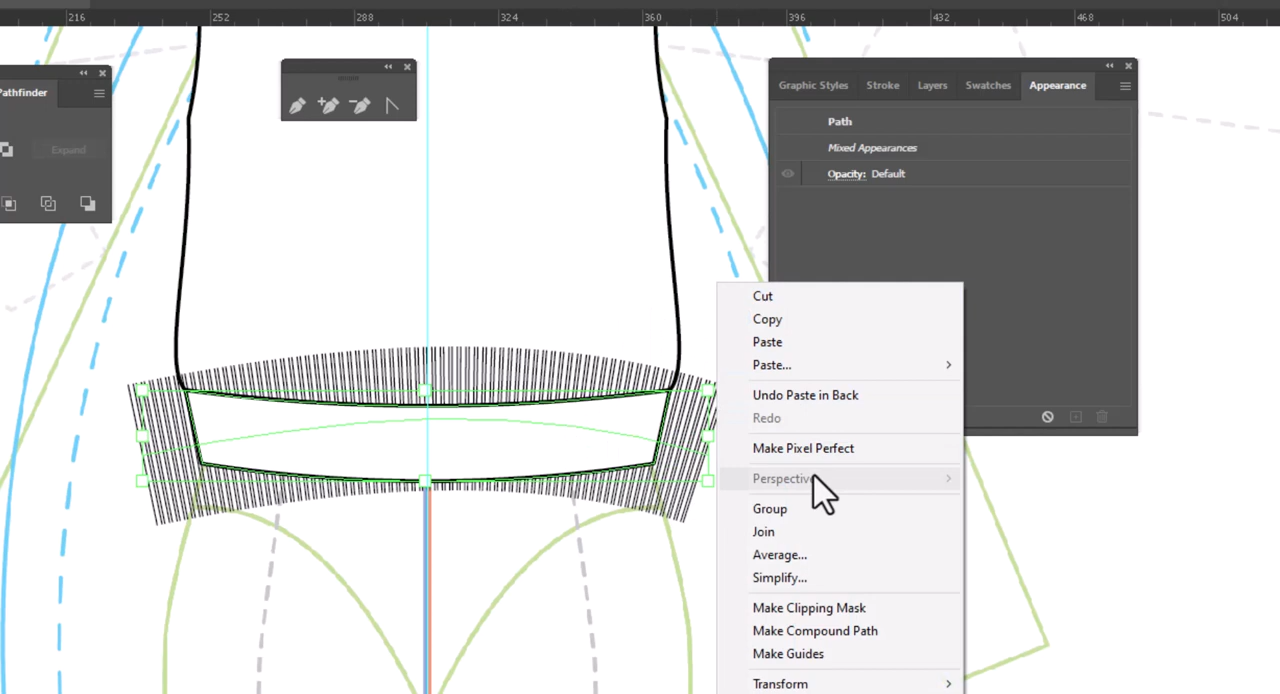 216 252 288 324 360 396 432 468 504
Pathfinder
Expand
Graphic Styles Stroke Layers Swatches Appearance
Path
Mixed Appearances
Opacity: Default
Cut
Copy
Paste
Paste...
Undo Paste in Back
Redo
Make Pixel Perfect
Perspective
Group
Join
Average...
Simplify...
Make Clipping Mask
Make Compound Path
Make Guides
Transform